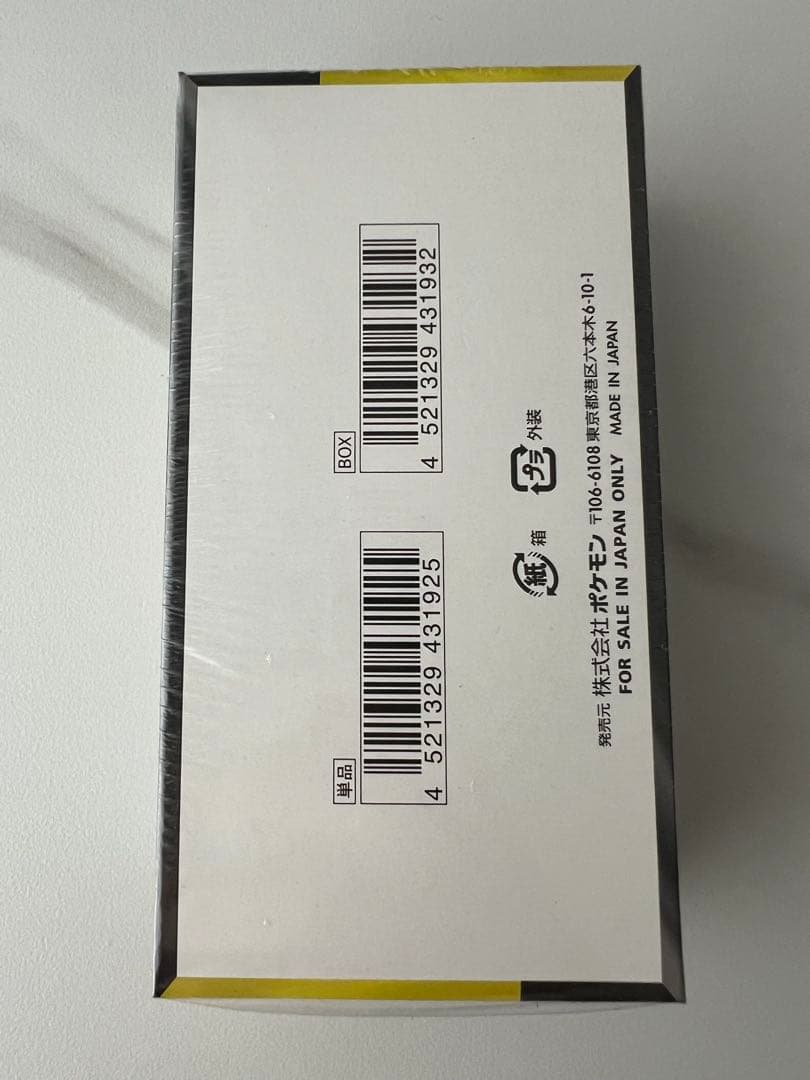 単品
4 521329 431925
BOX
4 521329 431932
紙 箱
プラ 外装
発売元 株式会社 ポケモン 〒106-6108 東京都港区六本木6-10-1
FOR SALE IN JAPAN ONLY MADE IN JAPAN